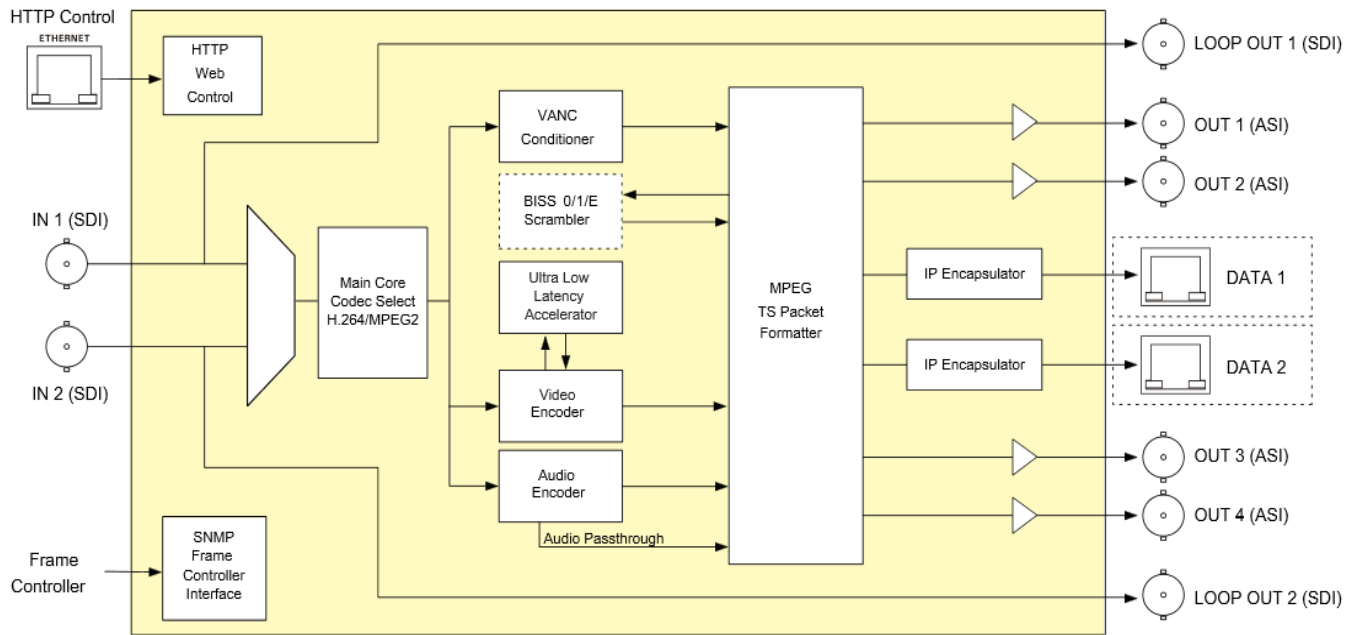 HTTP Control
ETHERNET
HTTP
Web
Control
LOOP OUT 1 (SDI)
VANC
Conditioner
OUT 1 (ASI)
OUT 2 (ASI)
BISS 0/1/E
Scrambler
IN 1 (SDI)
Main Core
Codec Select
H.264/MPEG2
Ultra Low
Latency
Accelerator
MPEG
TS Packet
Formatter
IP Encapsulator
DATA 1
IP Encapsulator
DATA 2
IN 2 (SDI)
Video
Encoder
Audio
Encoder
Audio Passthrough
OUT 3 (ASI)
OUT 4 (ASI)
Frame
Controller
SNMP
Frame
Controller
Interface
LOOP OUT 2 (SDI)